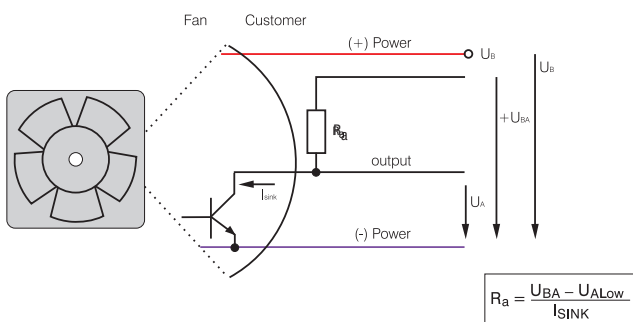 Fan Customer
(+) Power
UB
UB
Ra
+UBA
output
Isink
UA
(-) Power
Ra = UBA – UALow
ISINK